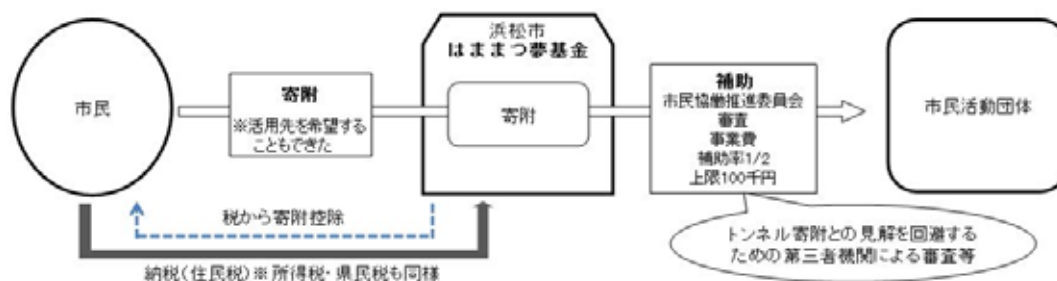 市民
寄附
※活用先を希望する
こともできた
浜松市
はままつ夢基金
寄附
補助
市民協働推進委員会
審査
事業費
補助率1/2
上限100千円
市民活動団体
税から寄附控除
納税(住民税)※所得税・県民税も同様
トンネル寄附との見解を回避する
ための第三者機関による審査等